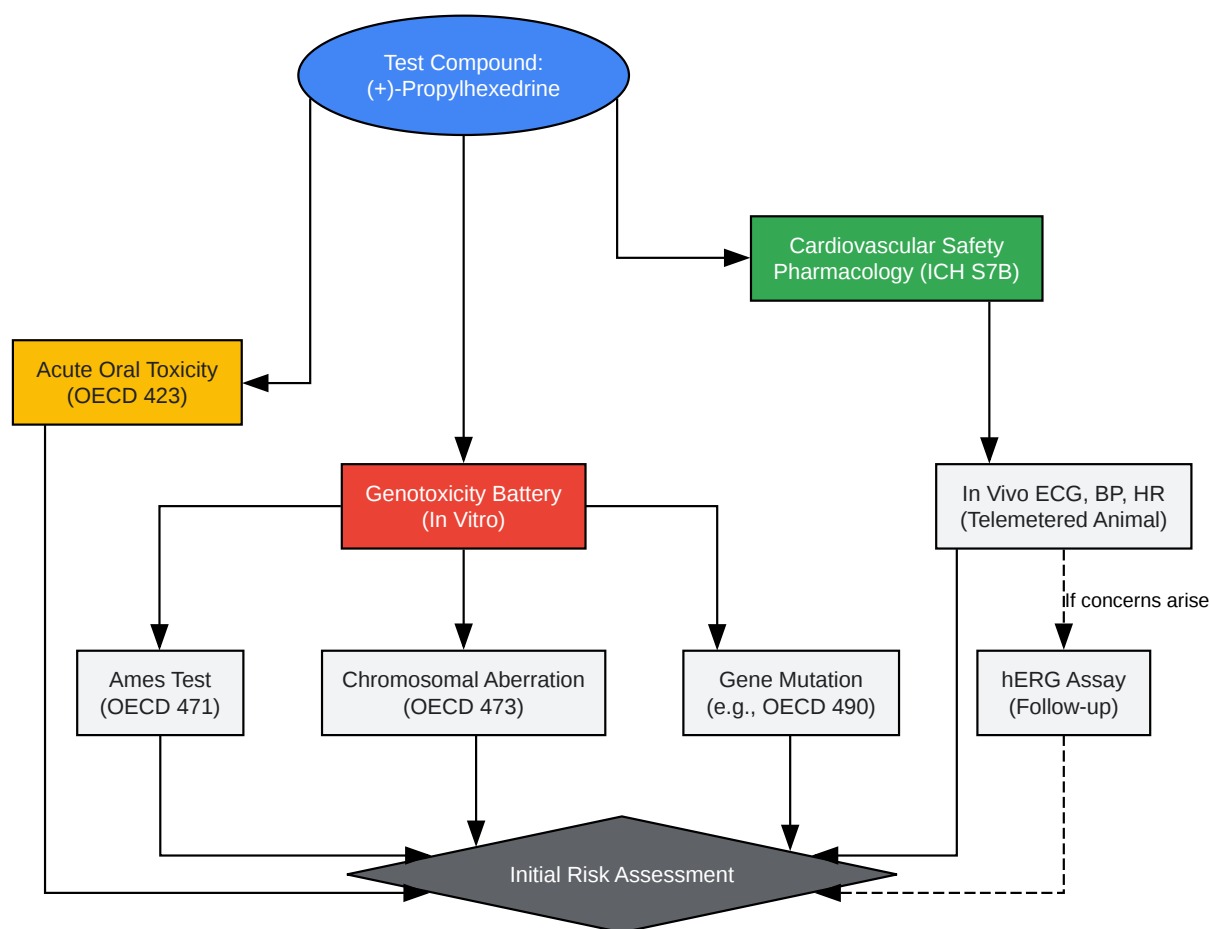 Test Compound:
(+)-Propylhexedrine
Cardiovascular Safety
Pharmacology (ICH S7B)
Acute Oral Toxicity
(OECD 423)
Genotoxicity Battery
(In Vitro)
In Vivo ECG, BP, HR
(Telemetered Animal)
If concerns arise
Ames Test
(OECD 471)
Chromosomal Aberration
(OECD 473)
Gene Mutation
(e.g., OECD 490)
hERG Assay
(Follow-up)
Initial Risk Assessment